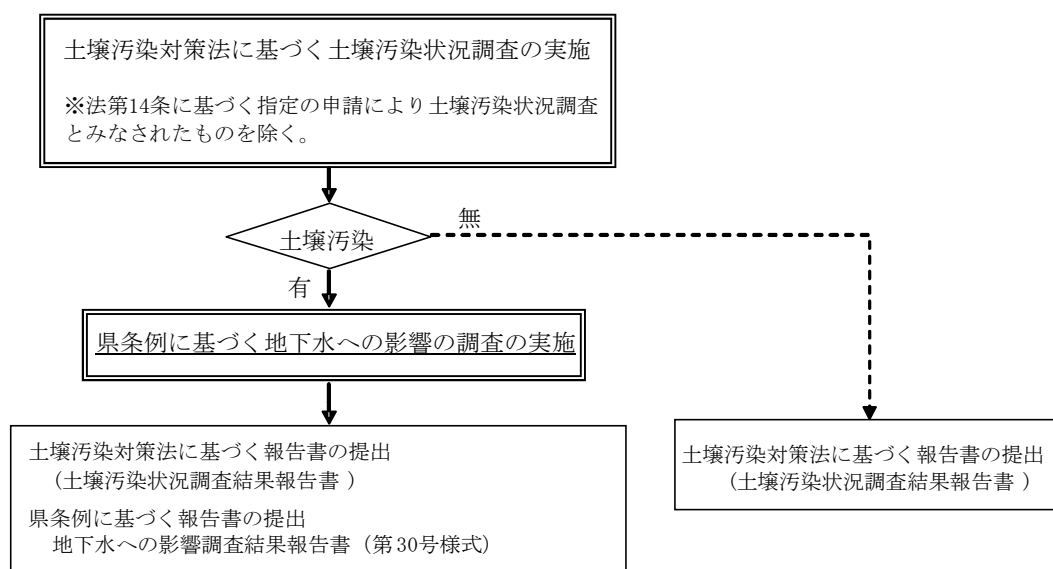 土壌汚染対策法に基づく土壌汚染状況調査の実施
※法第14条に基づく指定の申請により土壌汚染状況調査
とみなされたものを除く。
土壌汚染
無
有
県条例に基づく地下水への影響の調査の実施
土壌汚染対策法に基づく報告書の提出
(土壌汚染状況調査結果報告書 )
県条例に基づく報告書の提出
地下水への影響調査結果報告書 (第30号様式)
土壌汚染対策法に基づく報告書の提出
(土壌汚染状況調査結果報告書 )